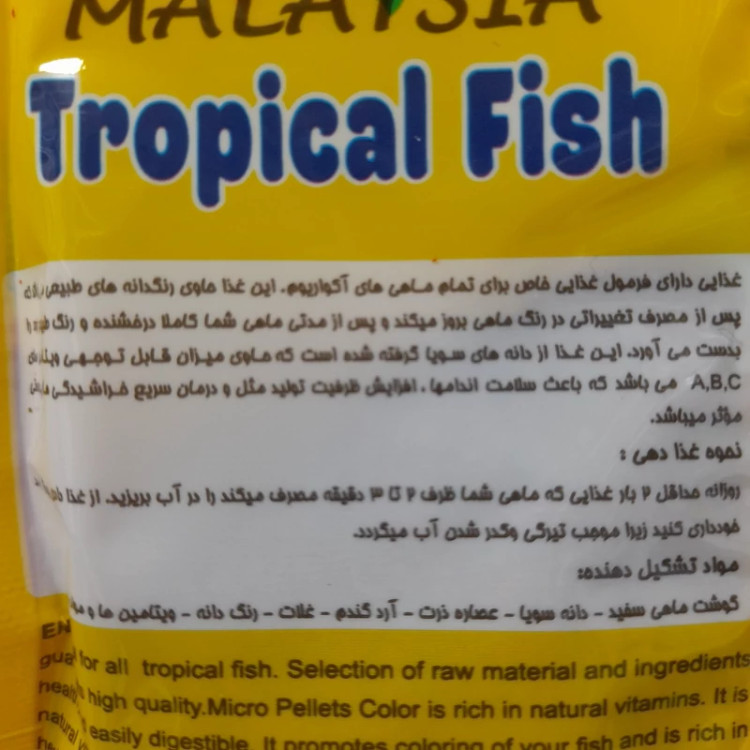 MALAYSIA
Tropical Fish
غذایی دارای فرمول غذایی خاص برای تمام ماهی های آکواریوم. این غذا حاوی رنگدانه های طبیعی
پس از مصرف تغییراتی در رنگ ماهی بروز میکند و پس از مدتی ماهی شما کاملا درخشنده و رنگ
بدست می آورد. این غذا از دانه های سویا گرفته شده است که حاوی میزان قابل توجهی
A,B,C می باشد که باعث سلامت اندامها، افزایش ظرفیت تولید مثل و درمان سریع خراشیدگی
مؤثر میباشد.
نحوه غذا دهی :
روزانه حداقل ۲ بار غذایی که ماهی شما ظرف ۲ تا ۳ دقیقه مصرف میکند را در آب بریزید. از غذا
خودداری کنید زیرا موجب تیرگی وکدر شدن آب میگردد.
مواد تشکیل دهنده:
گوشت ماهی سفید - دانه سویا - عصاره ذرت - آرد گندم - غلات - رنگ دانه - ویتامین ها و
EN
for all tropical fish. Selection of raw material and ingredients
high quality.Micro Pellets Color is rich in natural vitamins. It is
easily digestible. It promotes coloring of your fish and is rich in